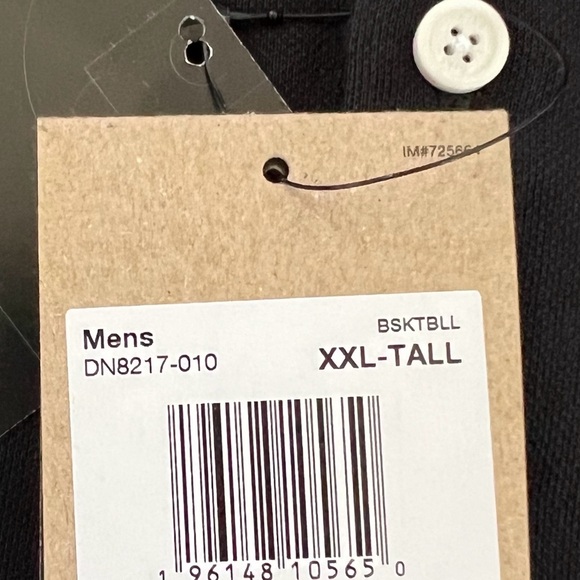 Mens
BSKTBLL
DN8217-010
XXL-TALL
1 96148 10565 0